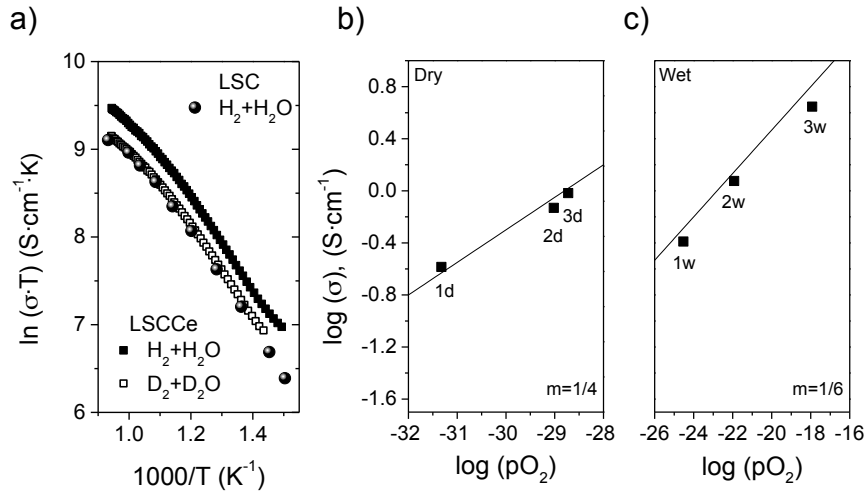 a)
10
9
8
7
6
ln (σ·T) (S·cm⁻¹·K)
LSC
H₂+H₂O
LSCCe
H₂+H₂O
D₂+D₂O
1.0 1.2 1.4
1000/T (K⁻¹)
b)
Dry
0.8
0.4
0.0
-0.4
-0.8
-1.2
-1.6
log (σ), (S·cm⁻¹)
1d
2d
3d
m=1/4
-32 -31 -30 -29 -28
log (pO₂)
c)
Wet
1w
2w
3w
m=1/6
-26 -24 -22 -20 -18 -16
log (pO₂)